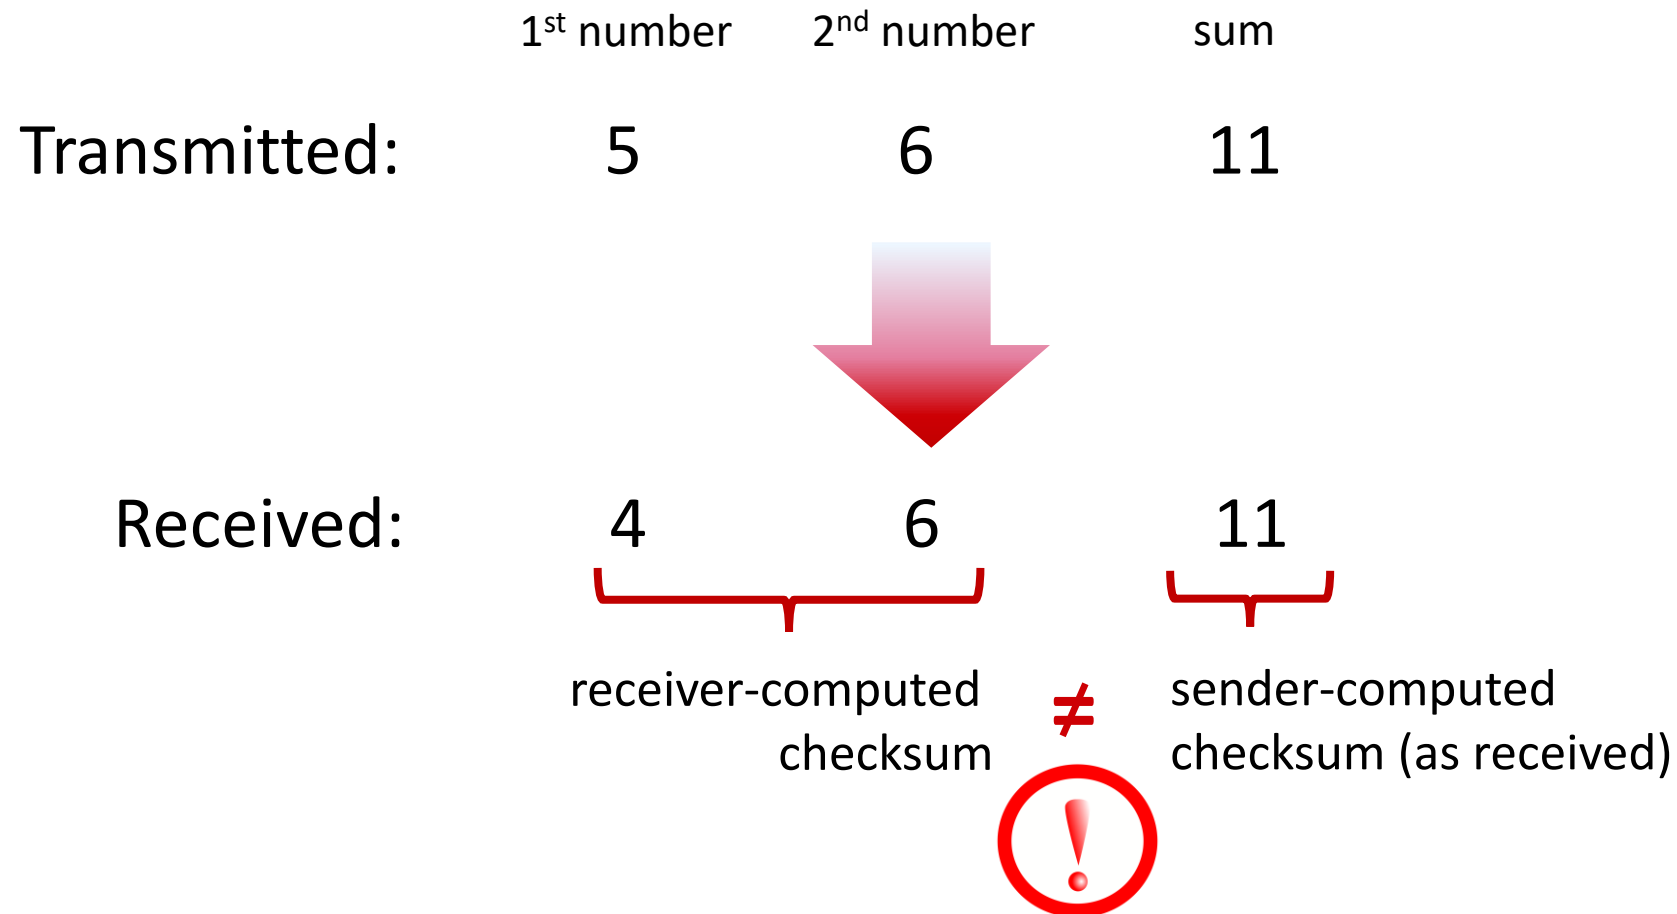 1st number 2nd number sum
Transmitted: 5 6 11
Received: 4 6 11
receiver-computed ≠ sender-computed
checksum checksum (as received)
!